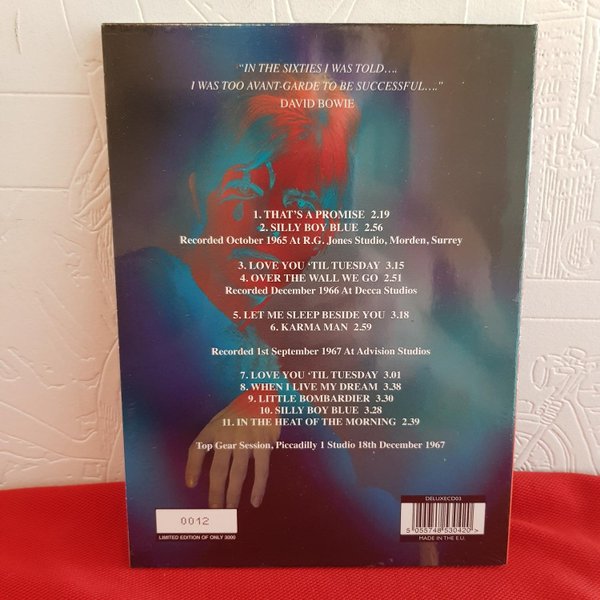 “IN THE SIXTIES I WAS TOLD....
I WAS TOO AVANT-GARDE TO BE SUCCESSFUL....”
DAVID BOWIE
1. THAT'S A PROMISE 2.19
2. SILLY BOY BLUE 2.56
Recorded October 1965 At R.G. Jones Studio, Morden, Surrey
3. LOVE YOU ‘TIL TUESDAY 3.15
4. OVER THE WALL WE GO 2.51
Recorded December 1966 At Decca Studios
5. LET ME SLEEP BESIDE YOU 3.18
6. KARMA MAN 2.59
Recorded 1st September 1967 At Advision Studios
7. LOVE YOU ‘TIL TUESDAY 3.01
8. WHEN I LIVE MY DREAM 3.38
9. LITTLE BOMBARDIER 3.30
10. SILLY BOY BLUE 3.28
11. IN THE HEAT OF THE MORNING 2.39
Top Gear Session, Piccadilly 1 Studio 18th December 1967
0012
LIMITED EDITION OF ONLY 3000
DELUXECD03
5 055748 530420 >
MADE IN THE E.U.